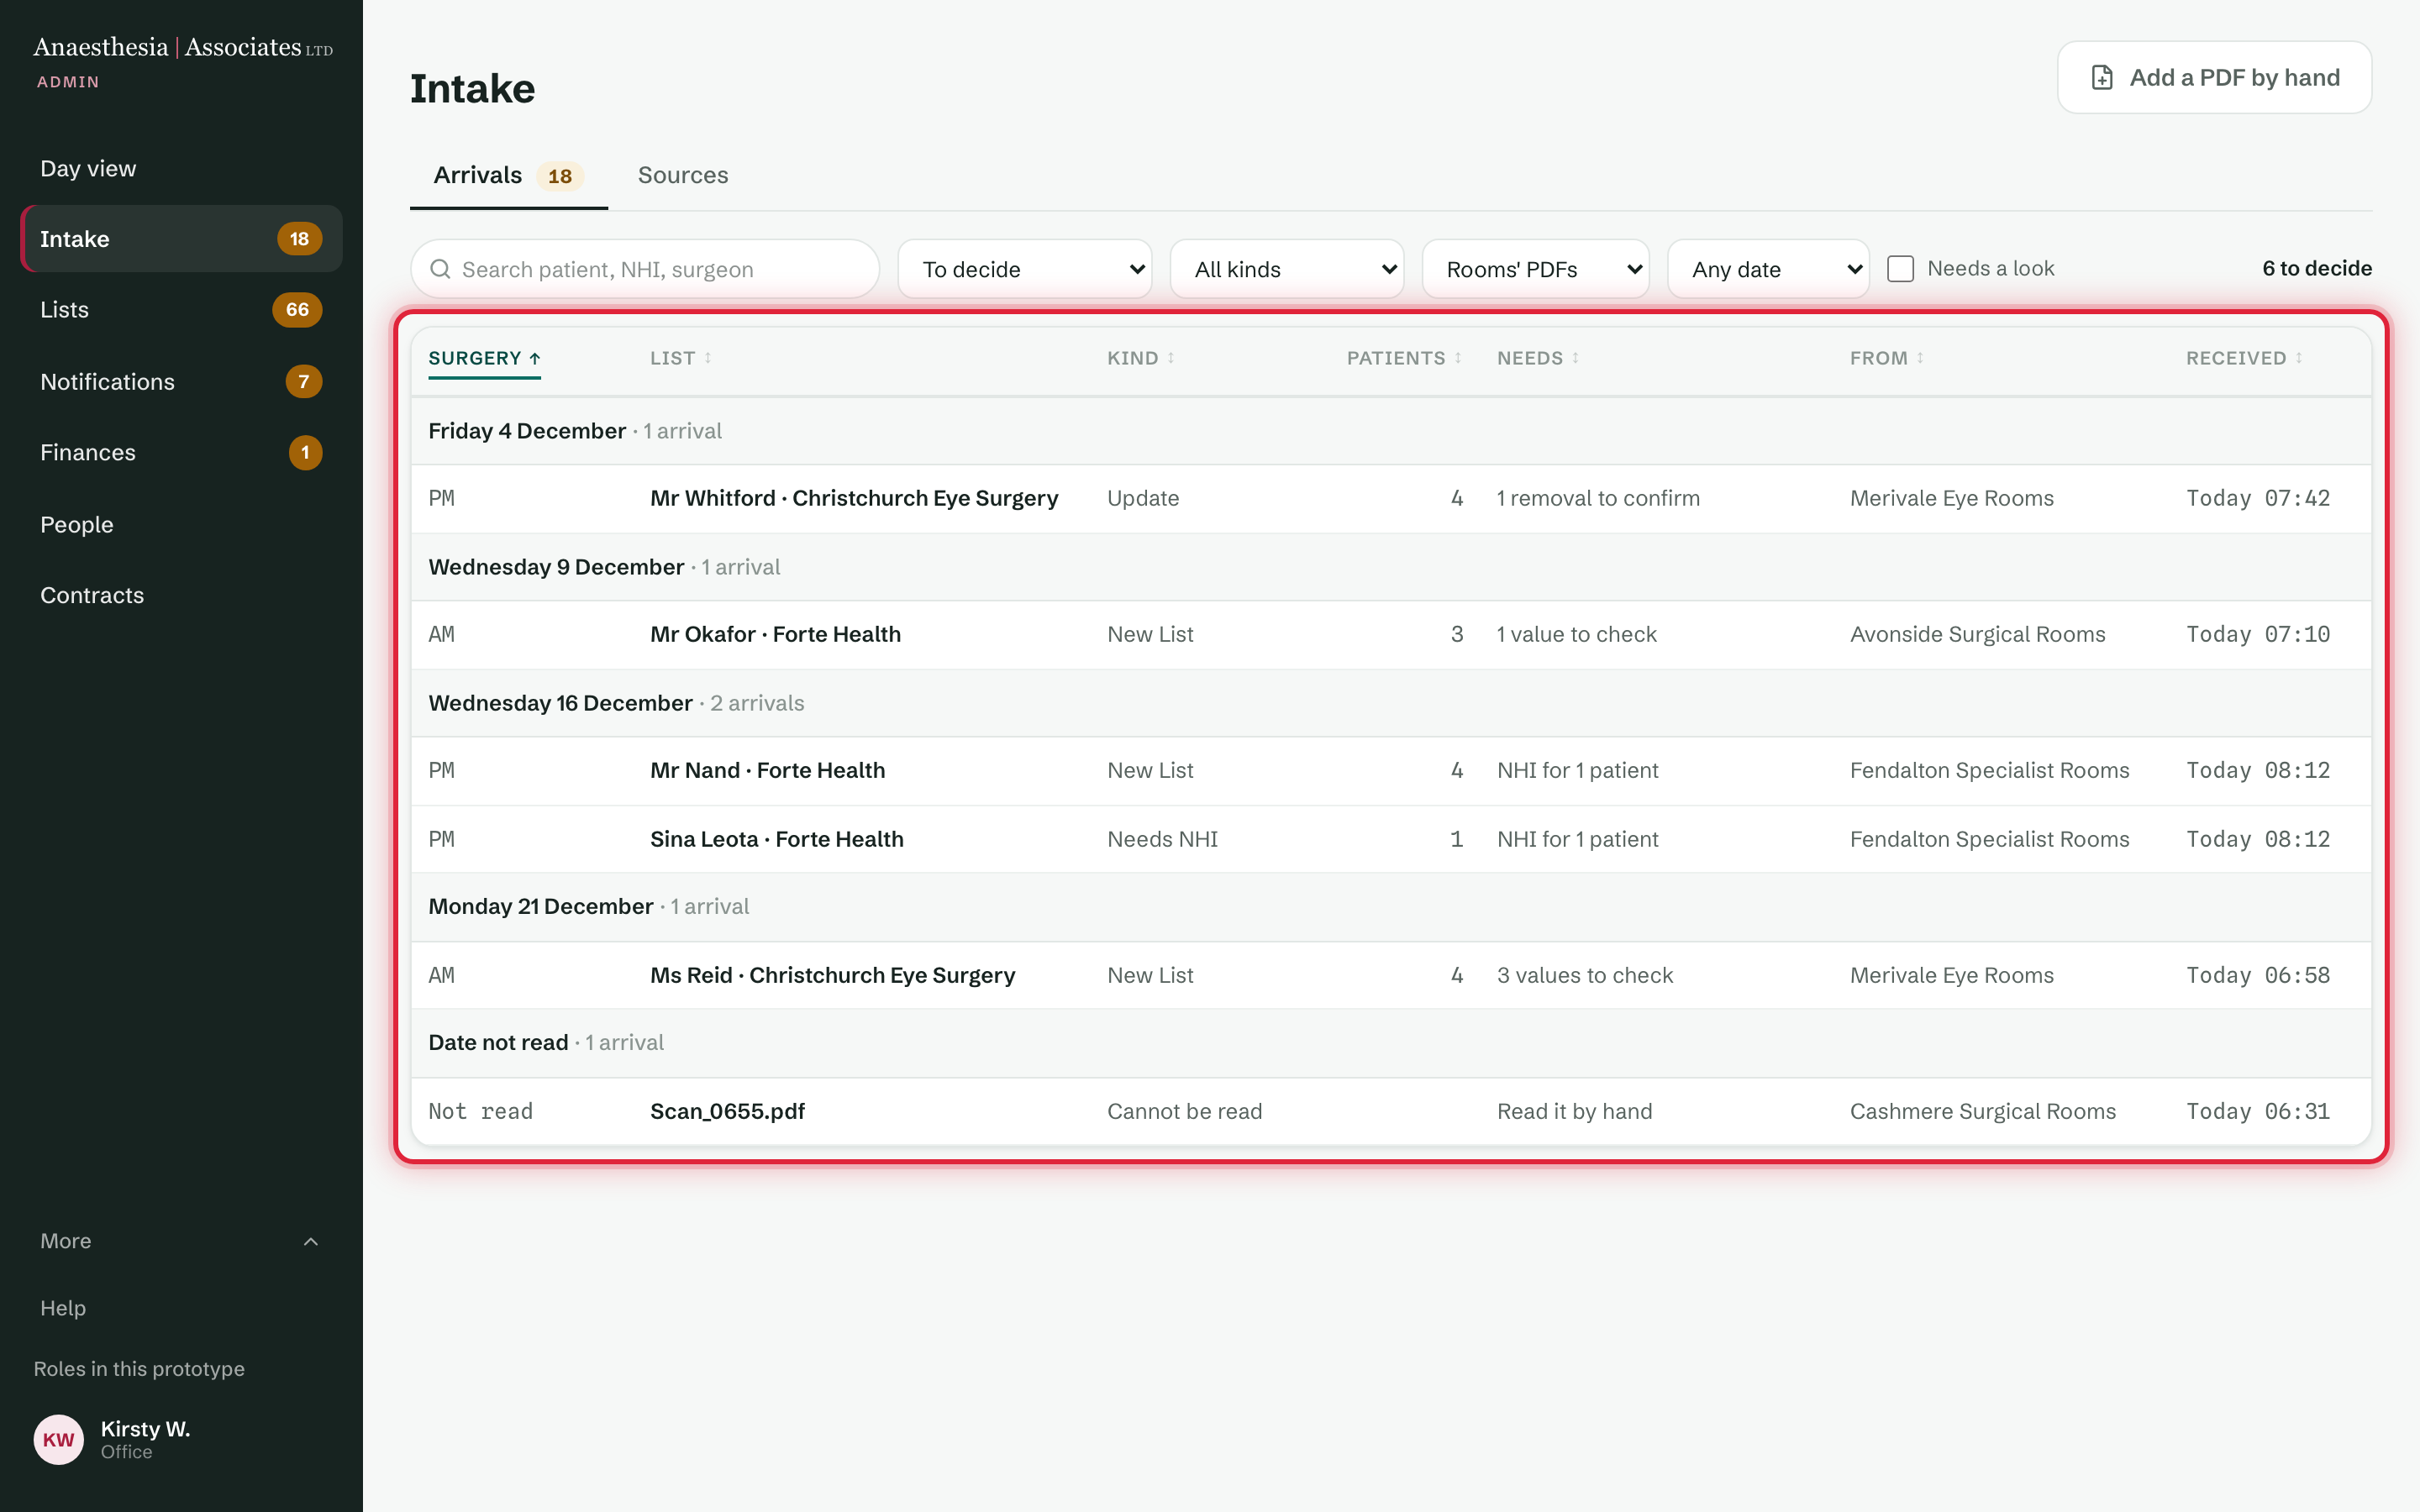 Anaesthesia | Associates LTD
ADMIN
Day view
Intake 18
Lists 66
Notifications 7
Finances 1
People
Contracts
More
Help
Roles in this prototype
KW
Kirsty W.
Office
Intake
Add a PDF by hand
Arrivals 18 Sources
Search patient, NHI, surgeon To decide All kinds Rooms' PDFs Any date Needs a look 6 to decide
SURGERY ↑ LIST ↕ KIND ↕ PATIENTS ↕ NEEDS ↕ FROM ↕ RECEIVED ↕
Friday 4 December · 1 arrival
PM Mr Whitford · Christchurch Eye Surgery Update 4 1 removal to confirm Merivale Eye Rooms Today 07:42
Wednesday 9 December · 1 arrival
AM Mr Okafor · Forte Health New List 3 1 value to check Avonside Surgical Rooms Today 07:10
Wednesday 16 December · 2 arrivals
PM Mr Nand · Forte Health New List 4 NHI for 1 patient Fendalton Specialist Rooms Today 08:12
PM Sina Leota · Forte Health Needs NHI 1 NHI for 1 patient Fendalton Specialist Rooms Today 08:12
Monday 21 December · 1 arrival
AM Ms Reid · Christchurch Eye Surgery New List 4 3 values to check Merivale Eye Rooms Today 06:58
Date not read · 1 arrival
Not read Scan_0655.pdf Cannot be read Read it by hand Cashmere Surgical Rooms Today 06:31